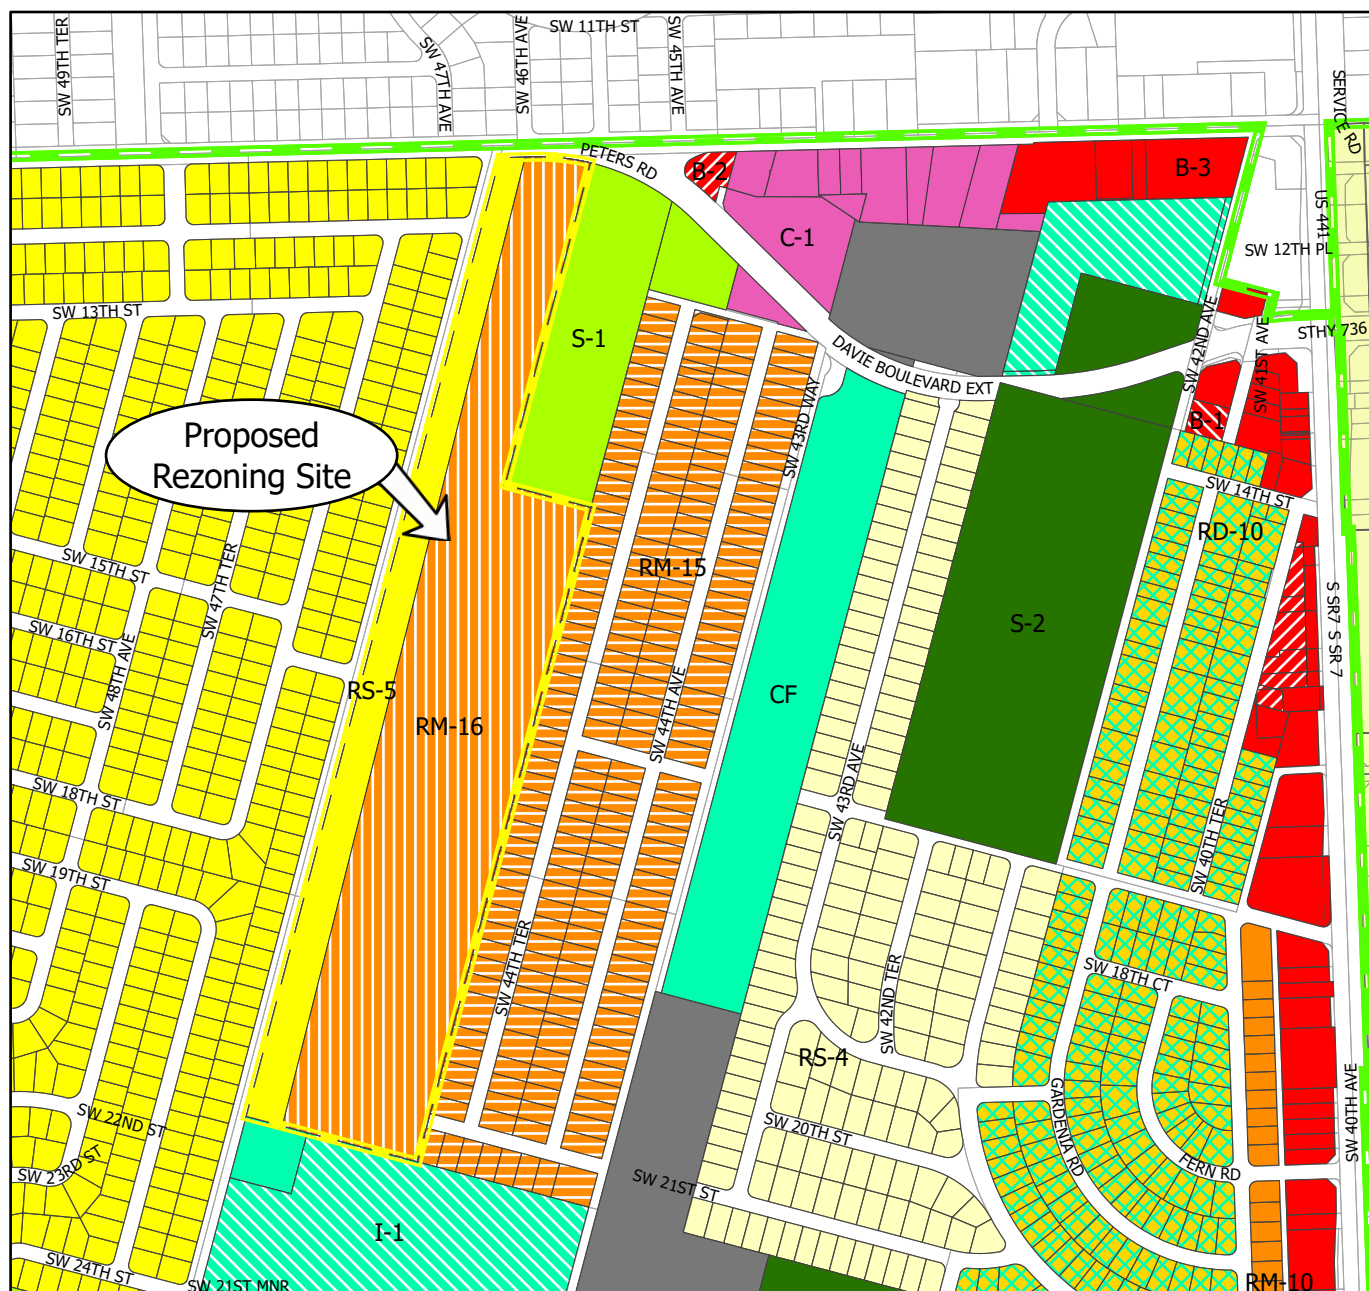 SW 49TH TER
SW 47TH AVE
SW 46TH AVE
SW 11TH ST
SW 45TH AVE
SERVICE RD
PETERS RD
B-2
B-3
US 441
C-1
SW 12TH PL
SW 13TH ST
S-1
DAVIE BOULEVARD EXT
SW 42ND AVE
SW 41ST AVE
STHY 736
Proposed
Rezoning Site
SW 43RD WAY
B-1
SW 14TH ST
RD-10
SW 15TH ST
SW 47TH TER
RM-15
S-2
S SR7 S SR 7
SW 16TH ST
SW 48TH AVE
RS-5
RM-16
SW 44TH AVE
CF
SW 43RD AVE
SW 18TH ST
SW 40TH TER
SW 19TH ST
SW 44TH TER
SW 42ND TER
SW 18TH CT
RS-4
GARDENIA RD
SW 40TH AVE
SW 22ND ST
SW 20TH ST
FERN RD
SW 23RD ST
SW 21ST ST
I-1
SW 24TH ST
SW 21ST MNR
RM-10